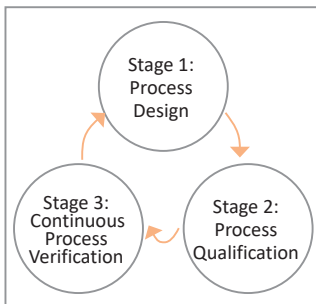 Stage 1:
Process
Design
Stage 2:
Process
Qualification
Stage 3:
Continuous
Process
Verification